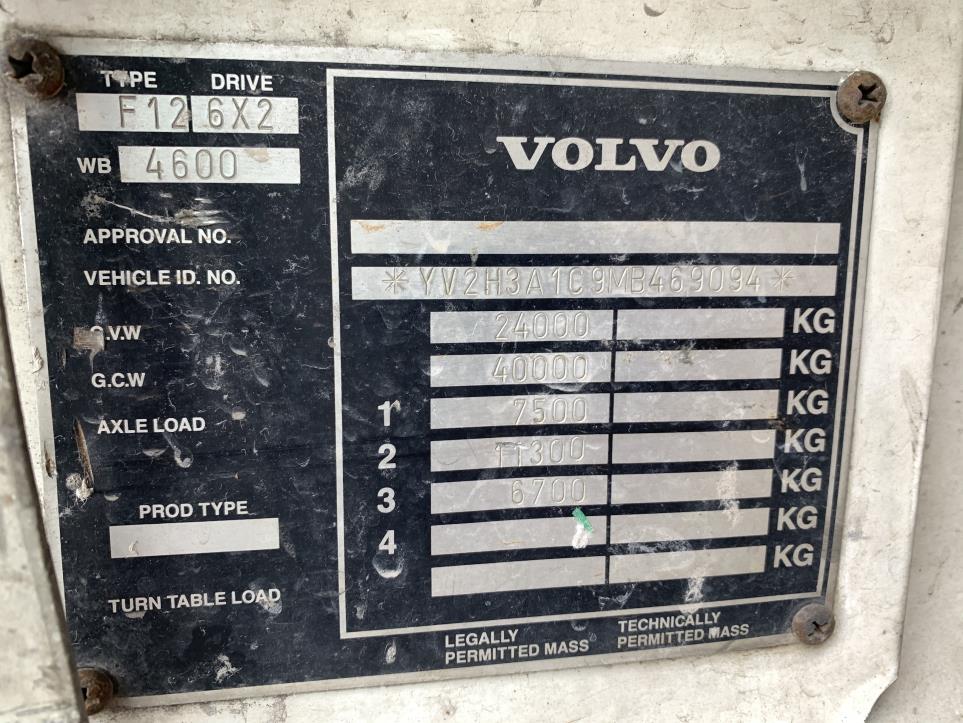 TYPE DRIVE
F12 6X2
WB 4600
VOLVO
APPROVAL NO.
VEHICLE ID. NO. *YV2H3A1C9MB469094*
G.V.W 24000 KG
G.C.W 40000 KG
AXLE LOAD 1 7500 KG
2 11300 KG
3 6700 KG
PROD TYPE
4 KG
KG
TURN TABLE LOAD
LEGALLY PERMITTED MASS
TECHNICALLY PERMITTED MASS